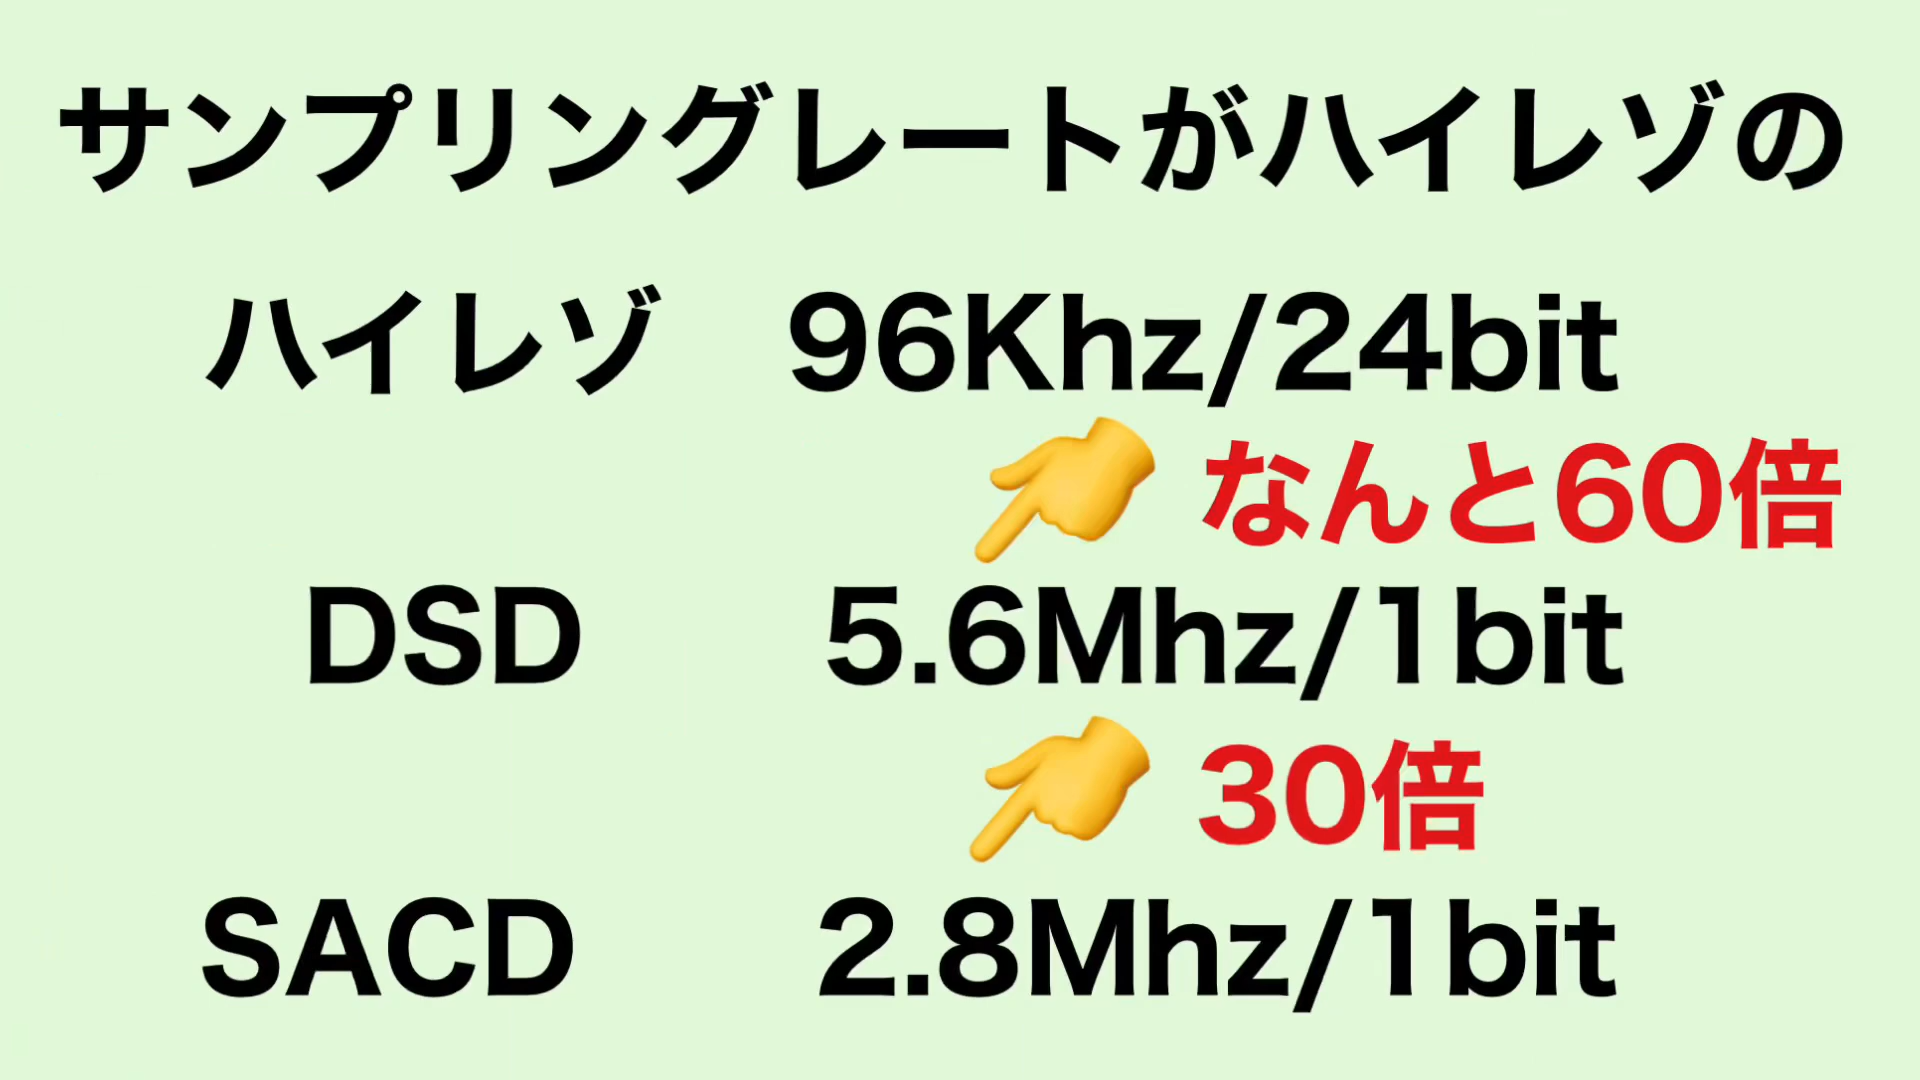 サンプリングレートがハイレゾの
ハイレゾ 96Khz/24bit
なんと60倍
DSD 5.6Mhz/1bit
30倍
SACD 2.8Mhz/1bit